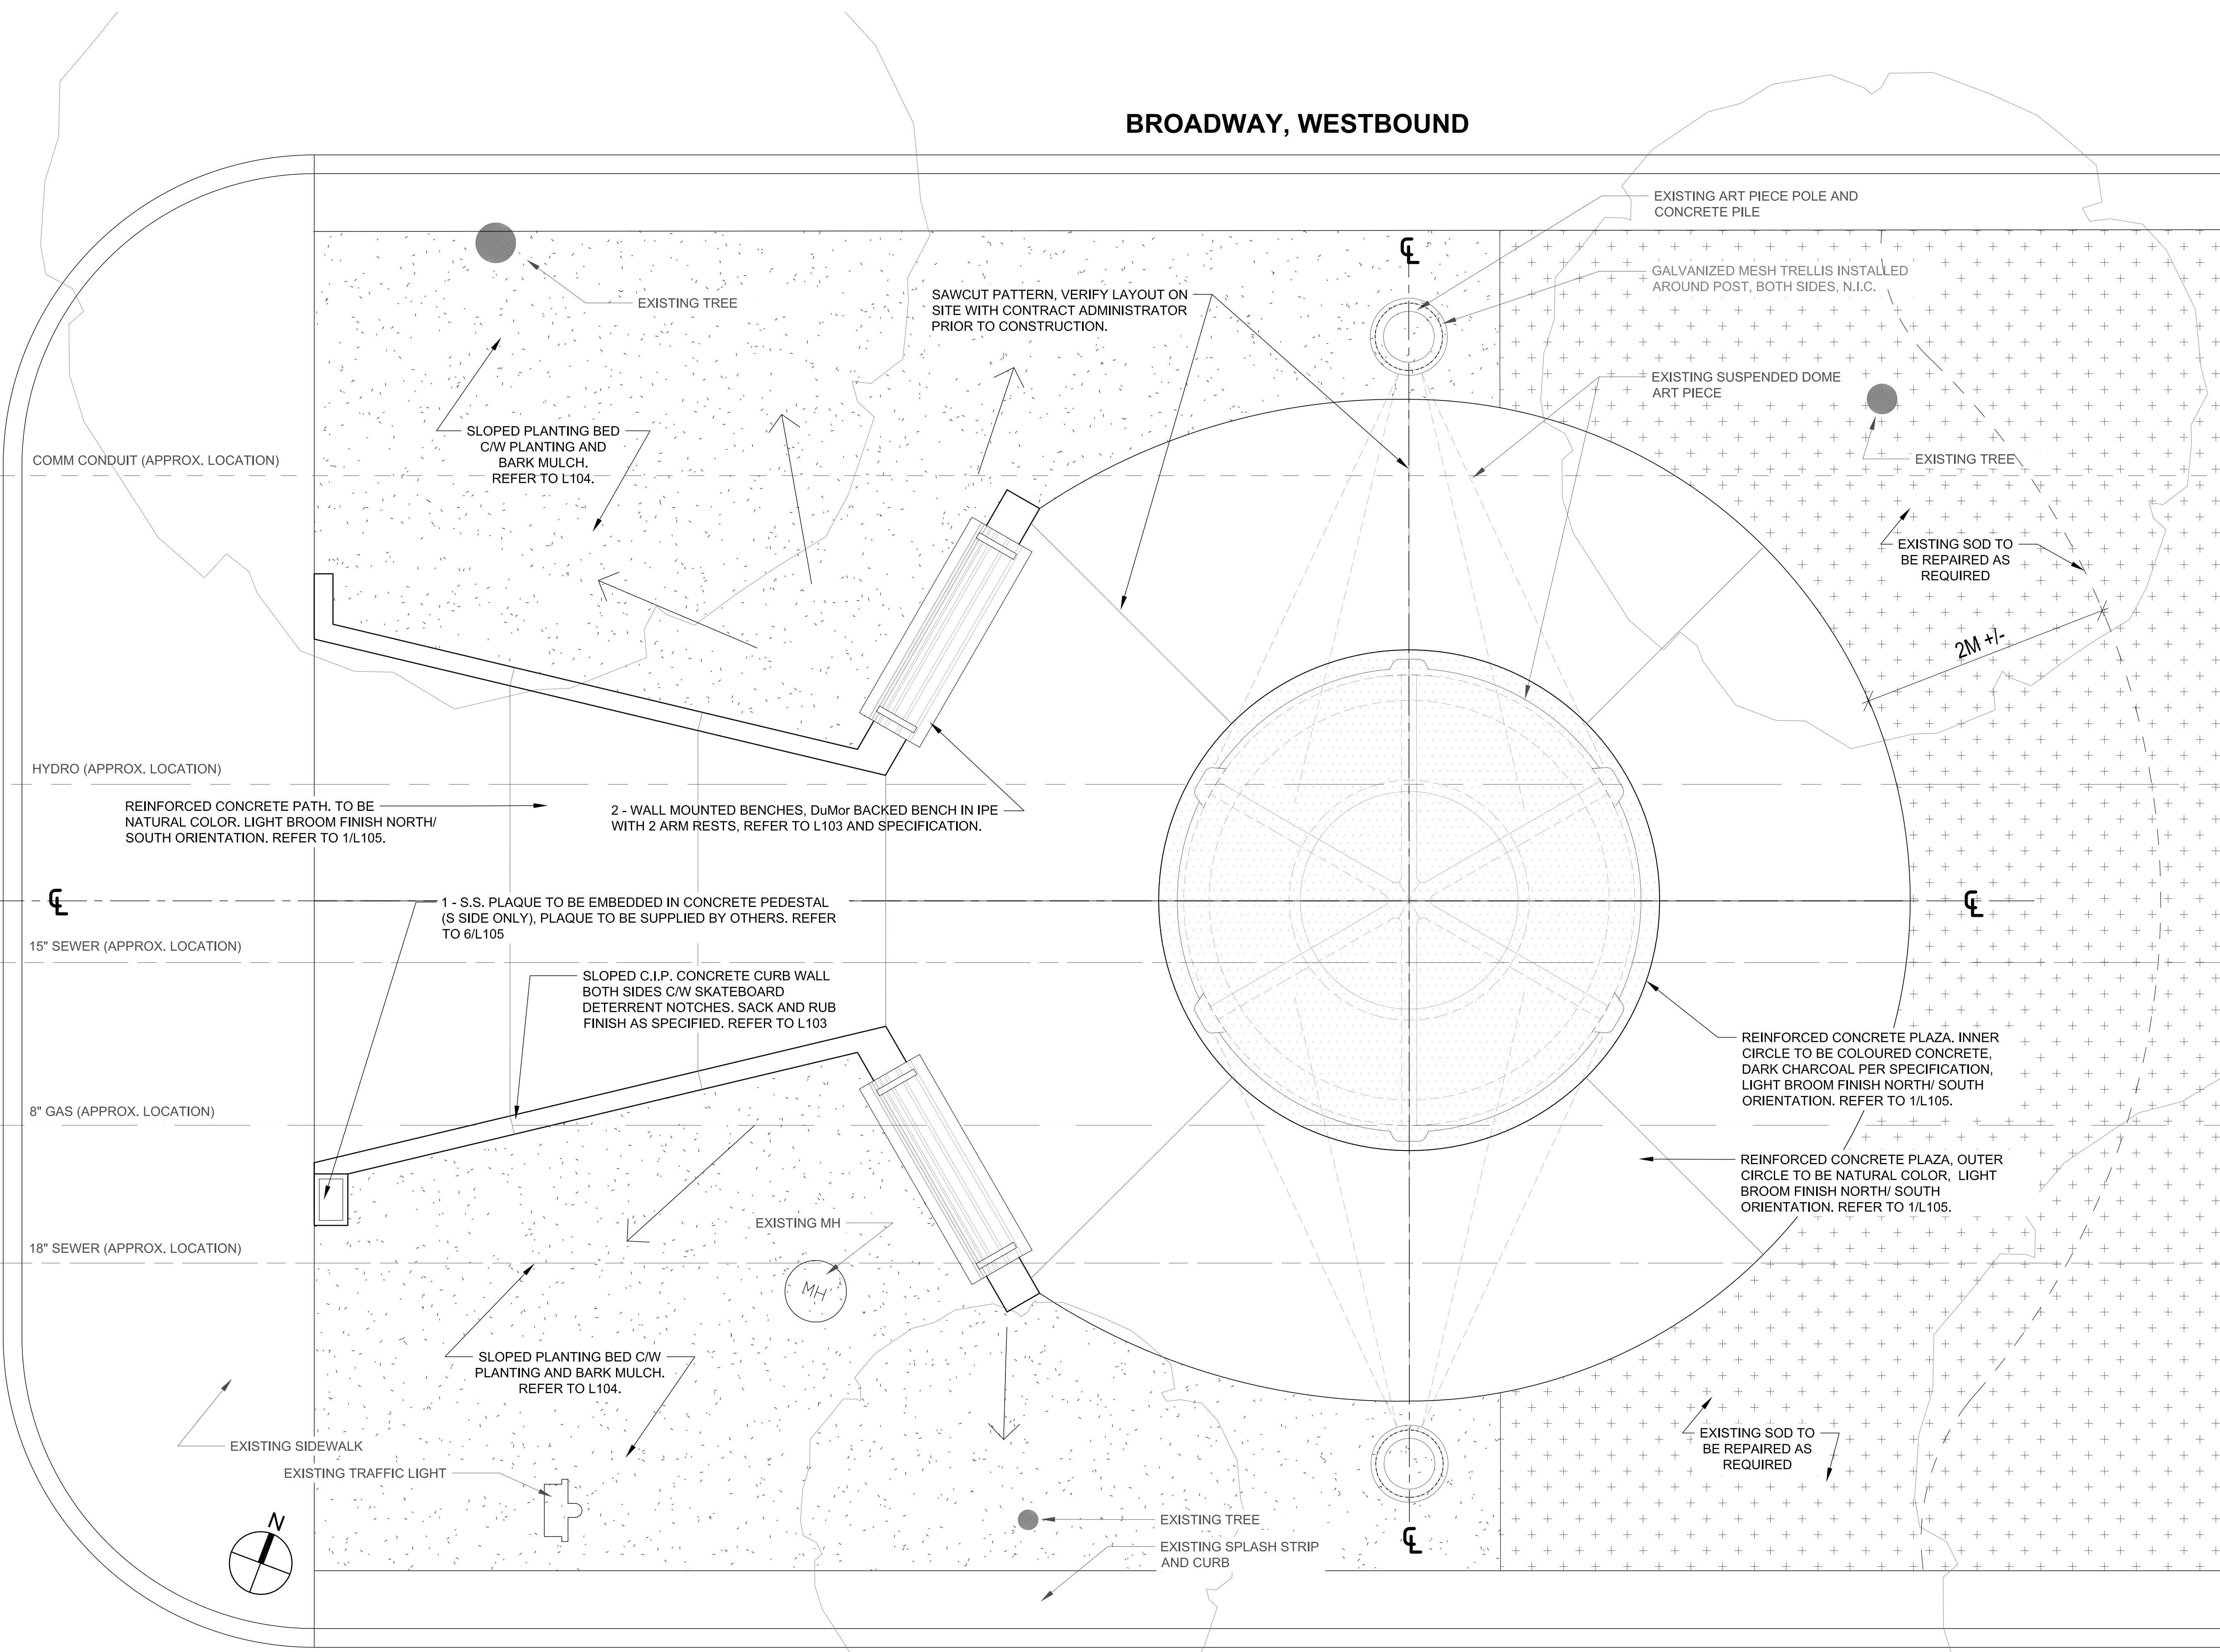 BROADWAY, WESTBOUND
EXISTING ART PIECE POLE AND
CONCRETE PILE
GALVANIZED MESH TRELLIS INSTALLED
AROUND POST, BOTH SIDES, N.I.C.
EXISTING TREE
SAWCUT PATTERN, VERIFY LAYOUT ON
SITE WITH CONTRACT ADMINISTRATOR
PRIOR TO CONSTRUCTION.
EXISTING SUSPENDED DOME
ART PIECE
SLOPED PLANTING BED
C/W PLANTING AND
BARK MULCH.
REFER TO L104.
COMM CONDUIT (APPROX. LOCATION)
EXISTING TREE
EXISTING SOD TO
BE REPAIRED AS
REQUIRED
2M +/-
HYDRO (APPROX. LOCATION)
REINFORCED CONCRETE PATH. TO BE
NATURAL COLOR. LIGHT BROOM FINISH NORTH/
SOUTH ORIENTATION. REFER TO 1/L105.
2 - WALL MOUNTED BENCHES, DuMor BACKED BENCH IN IPE
WITH 2 ARM RESTS, REFER TO L103 AND SPECIFICATION.
CL
CL
CL
CL
1 - S.S. PLAQUE TO BE EMBEDDED IN CONCRETE PEDESTAL
(S SIDE ONLY), PLAQUE TO BE SUPPLIED BY OTHERS. REFER
TO 6/L105
15" SEWER (APPROX. LOCATION)
SLOPED C.I.P. CONCRETE CURB WALL
BOTH SIDES C/W SKATEBOARD
DETERRENT NOTCHES. SACK AND RUB
FINISH AS SPECIFIED. REFER TO L103
REINFORCED CONCRETE PLAZA. INNER
CIRCLE TO BE COLOURED CONCRETE,
DARK CHARCOAL PER SPECIFICATION,
LIGHT BROOM FINISH NORTH/ SOUTH
ORIENTATION. REFER TO 1/L105.
8" GAS (APPROX. LOCATION)
REINFORCED CONCRETE PLAZA, OUTER
CIRCLE TO BE NATURAL COLOR, LIGHT
BROOM FINISH NORTH/ SOUTH
ORIENTATION. REFER TO 1/L105.
EXISTING MH
MH
18" SEWER (APPROX. LOCATION)
SLOPED PLANTING BED C/W
PLANTING AND BARK MULCH.
REFER TO L104.
EXISTING SIDEWALK
EXISTING TRAFFIC LIGHT
EXISTING SOD TO
BE REPAIRED AS
REQUIRED
N
EXISTING TREE
EXISTING SPLASH STRIP
AND CURB